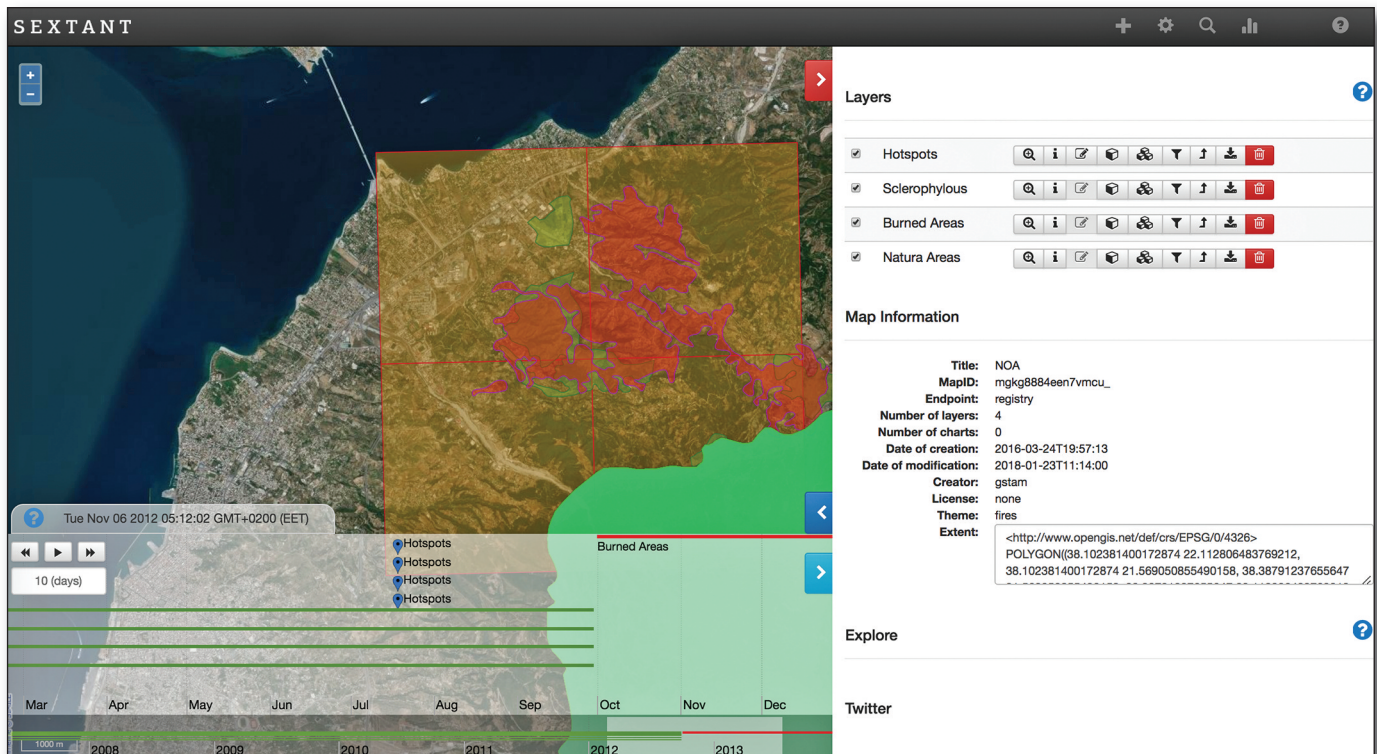 SEXTANT
+
−
Layers
Hotspots
Sclerophylous
Burned Areas
Natura Areas
Map Information
Title: NOA
MapID: mgkg8884een7vmcu_
Endpoint: registry
Number of layers: 4
Number of charts: 0
Date of creation: 2016-03-24T19:57:13
Date of modification: 2018-01-23T11:14:00
Creator: gstam
License: none
Theme: fires
Extent: <http://www.opengis.net/def/crs/EPSG/0/4326>
POLYGON((38.102381400172874 22.112806483769212,
38.102381400172874 21.569050855490158, 38.38791237655647
Explore
Twitter
Tue Nov 06 2012 05:12:02 GMT+0200 (EET)
10 (days)
Hotspots
Hotspots
Hotspots
Hotspots
Burned Areas
Mar Apr May Jun Jul Aug Sep Oct Nov Dec
1000 m
2008 2009 2010 2011 2012 2013